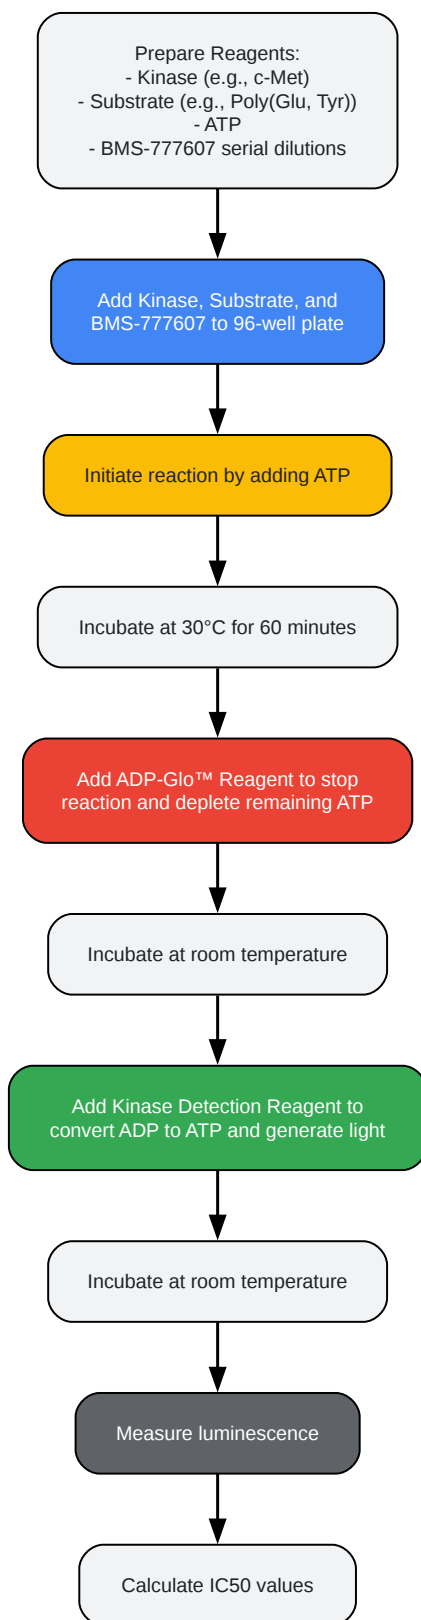 Prepare Reagents:
- Kinase (e.g., c-Met)
- Substrate (e.g., Poly(Glu, Tyr))
- ATP
- BMS-777607 serial dilutions
Add Kinase, Substrate, and
BMS-777607 to 96-well plate
Initiate reaction by adding ATP
Incubate at 30°C for 60 minutes
Add ADP-Glo™ Reagent to stop
reaction and deplete remaining ATP
Incubate at room temperature
Add Kinase Detection Reagent to
convert ADP to ATP and generate light
Incubate at room temperature
Measure luminescence
Calculate IC50 values